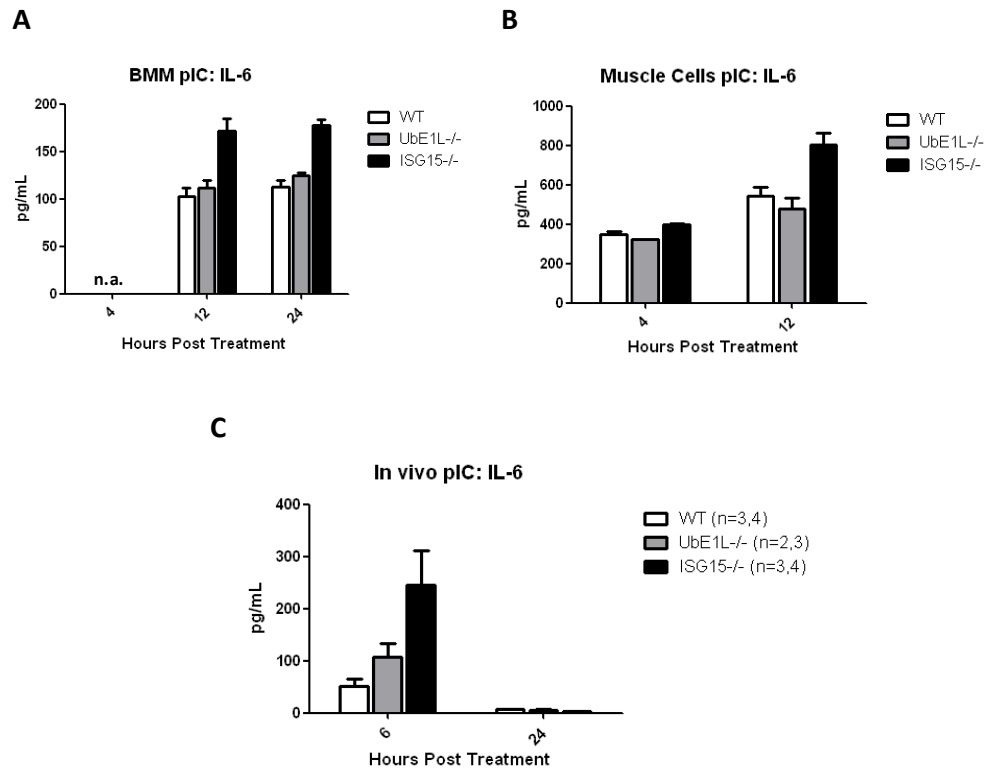 A
BMM pIC: IL-6
pg/mL
200
150
100
50
0
n.a.
4
12
24
Hours Post Treatment
WT
UbE1L-/-
ISG15-/-
B
Muscle Cells pIC: IL-6
pg/mL
1000
800
600
400
200
0
4
12
Hours Post Treatment
WT
UbE1L-/-
ISG15-/-
C
In vivo pIC: IL-6
pg/mL
400
300
200
100
0
6
24
Hours Post Treatment
WT (n=3,4)
UbE1L-/- (n=2,3)
ISG15-/- (n=3,4)